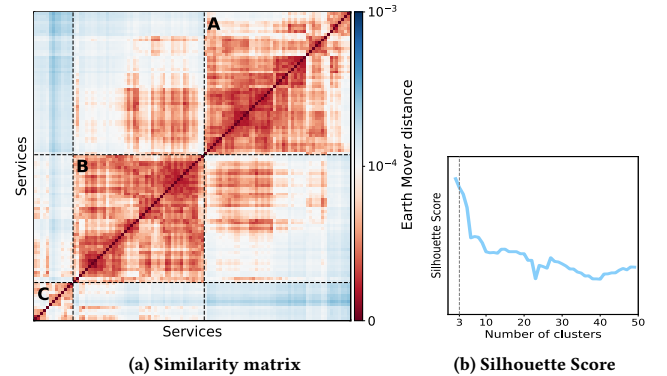 A
B
C
Services
Services
10⁻³
10⁻⁴
0
Earth Mover distance
(a) Similarity matrix
Silhouette Score
3 10 20 30 40 50
Number of clusters
(b) Silhouette Score